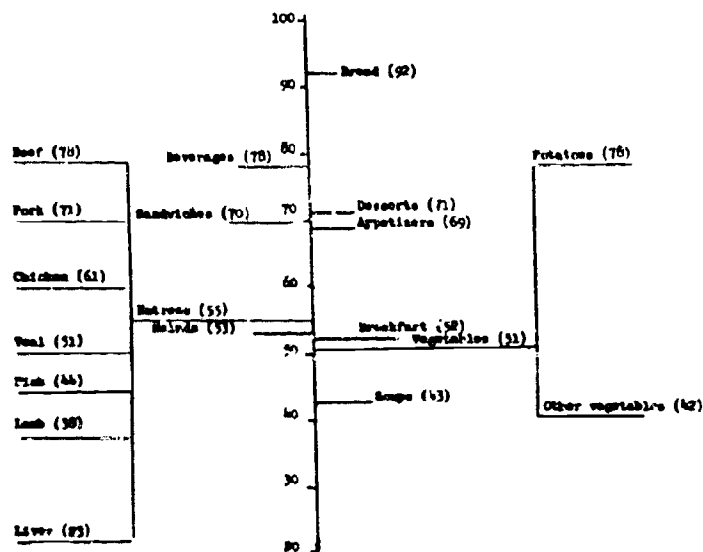 100
Bread (92)
90
Beef (78)
Beverages (78)
80
Potatoes (78)
Pork (71)
Sandwiches (70)
70
Desserts (71)
Appetizers (69)
Chicken (61)
60
Entrees (55)
Salads (53)
Breakfast (52)
Vegetables (51)
Veal (51)
50
Fish (44)
Soups (43)
Lamb (38)
40
Other vegetables (42)
30
Liver (23)
20